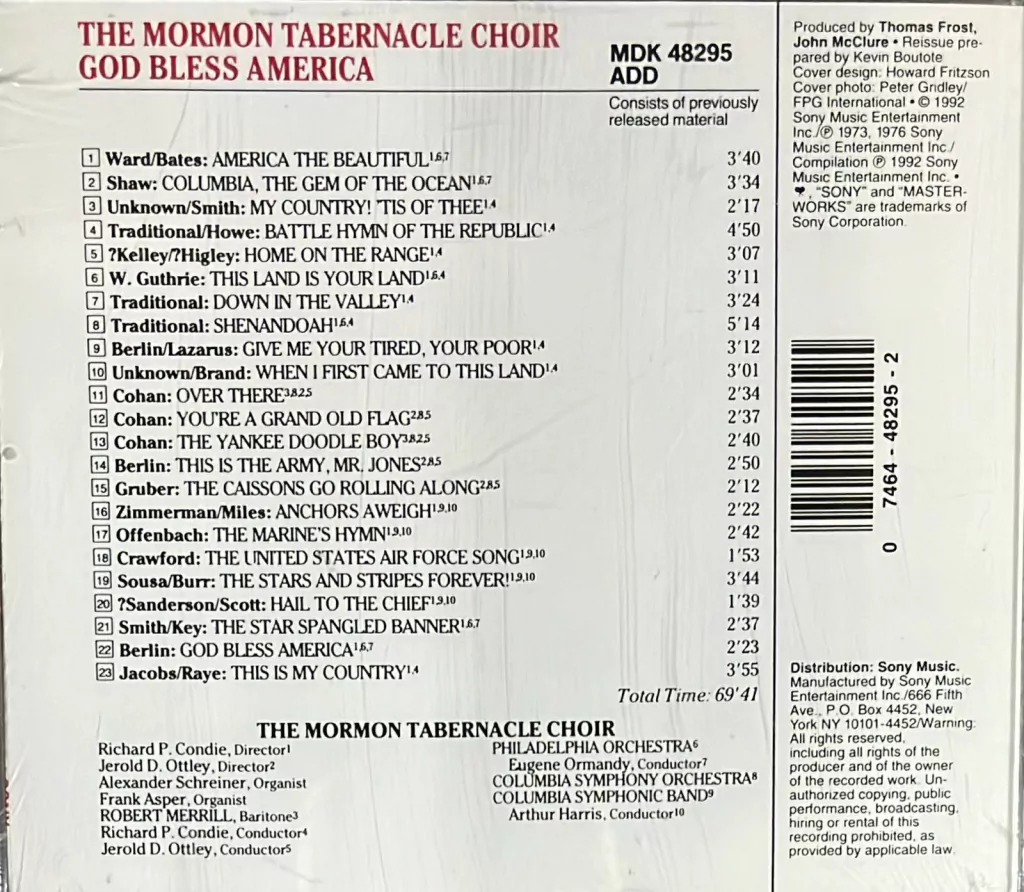 THE MORMON TABERNACLE CHOIR
GOD BLESS AMERICA
MDK 48295
ADD
Consists of previously
released material
1 Ward/Bates: AMERICA THE BEAUTIFUL1,6,7 3'40
2 Shaw: COLUMBIA, THE GEM OF THE OCEAN1,6,7 3'34
3 Unknown/Smith: MY COUNTRY! 'TIS OF THEE1,4 2'17
4 Traditional/Howe: BATTLE HYMN OF THE REPUBLIC1,4 4'50
5 ?Kelley/?Higley: HOME ON THE RANGE1,4 3'07
6 W. Guthrie: THIS LAND IS YOUR LAND1,6,4 3'11
7 Traditional: DOWN IN THE VALLEY1,4 3'24
8 Traditional: SHENANDOAH1,6,4 5'14
9 Berlin/Lazarus: GIVE ME YOUR TIRED, YOUR POOR1,4 3'12
10 Unknown/Brand: WHEN I FIRST CAME TO THIS LAND1,4 3'01
11 Cohan: OVER THERE3,8,2,5 2'34
12 Cohan: YOU'RE A GRAND OLD FLAG2,8,5 2'37
13 Cohan: THE YANKEE DOODLE BOY3,8,2,5 2'40
14 Berlin: THIS IS THE ARMY, MR. JONES2,8,5 2'50
15 Gruber: THE CAISSONS GO ROLLING ALONG2,8,5 2'12
16 Zimmerman/Miles: ANCHORS AWEIGH1,9,10 2'22
17 Offenbach: THE MARINE'S HYMN1,9,10 2'42
18 Crawford: THE UNITED STATES AIR FORCE SONG1,9,10 1'53
19 Sousa/Burr: THE STARS AND STRIPES FOREVER!1,9,10 3'44
20 ?Sanderson/Scott: HAIL TO THE CHIEF1,9,10 1'39
21 Smith/Key: THE STAR SPANGLED BANNER1,6,7 2'37
22 Berlin: GOD BLESS AMERICA1,6,7 2'23
23 Jacobs/Raye: THIS IS MY COUNTRY1,4 3'55
Total Time: 69'41
THE MORMON TABERNACLE CHOIR
Richard P. Condie, Director1
Jerold D. Ottley, Director2
Alexander Schreiner, Organist
Frank Asper, Organist
ROBERT MERRILL, Baritone3
Richard P. Condie, Conductor4
Jerold D. Ottley, Conductor5
PHILADELPHIA ORCHESTRA6
Eugene Ormandy, Conductor7
COLUMBIA SYMPHONY ORCHESTRA8
COLUMBIA SYMPHONIC BAND9
Arthur Harris, Conductor10
Produced by Thomas Frost,
John McClure • Reissue pre-
pared by Kevin Boutote
Cover design: Howard Fritzson
Cover photo: Peter Gridley/
FPG International • © 1992
Sony Music Entertainment
Inc./℗ 1973, 1976 Sony
Music Entertainment Inc./
Compilation ℗ 1992 Sony
Music Entertainment Inc. •
, "SONY" and "MASTER-
WORKS" are trademarks of
Sony Corporation.
0 7464-48295-2
Distribution: Sony Music.
Manufactured by Sony Music
Entertainment Inc./666 Fifth
Ave., P.O. Box 4452, New
York NY 10101-4452/Warning:
All rights reserved,
including all rights of the
producer and of the owner
of the recorded work. Un-
authorized copying, public
performance, broadcasting,
hiring or rental of this
recording prohibited, as
provided by applicable law.